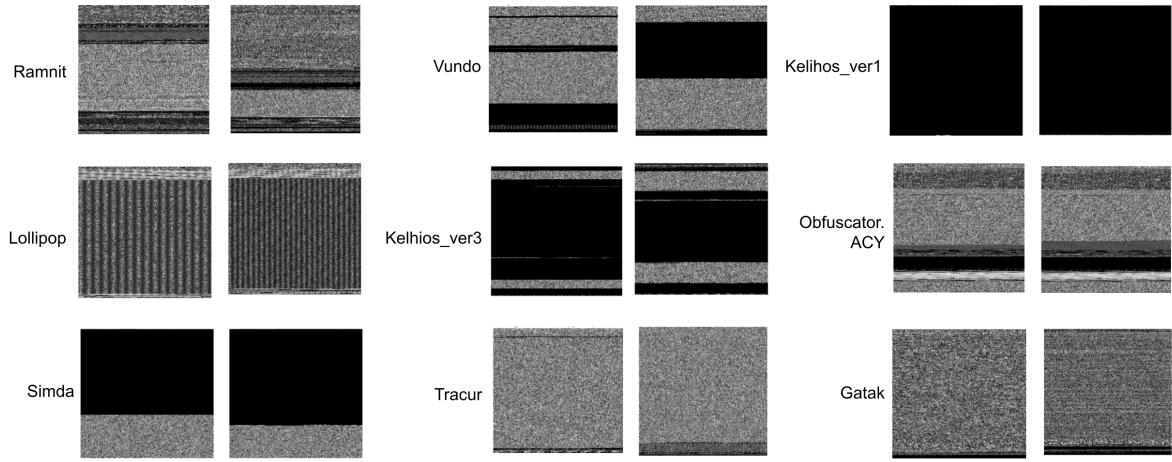 Ramnit
Vundo
Kelihos_ver1
Lollipop
Kelhios_ver3
Obfuscator.
ACY
Simda
Tracur
Gatak